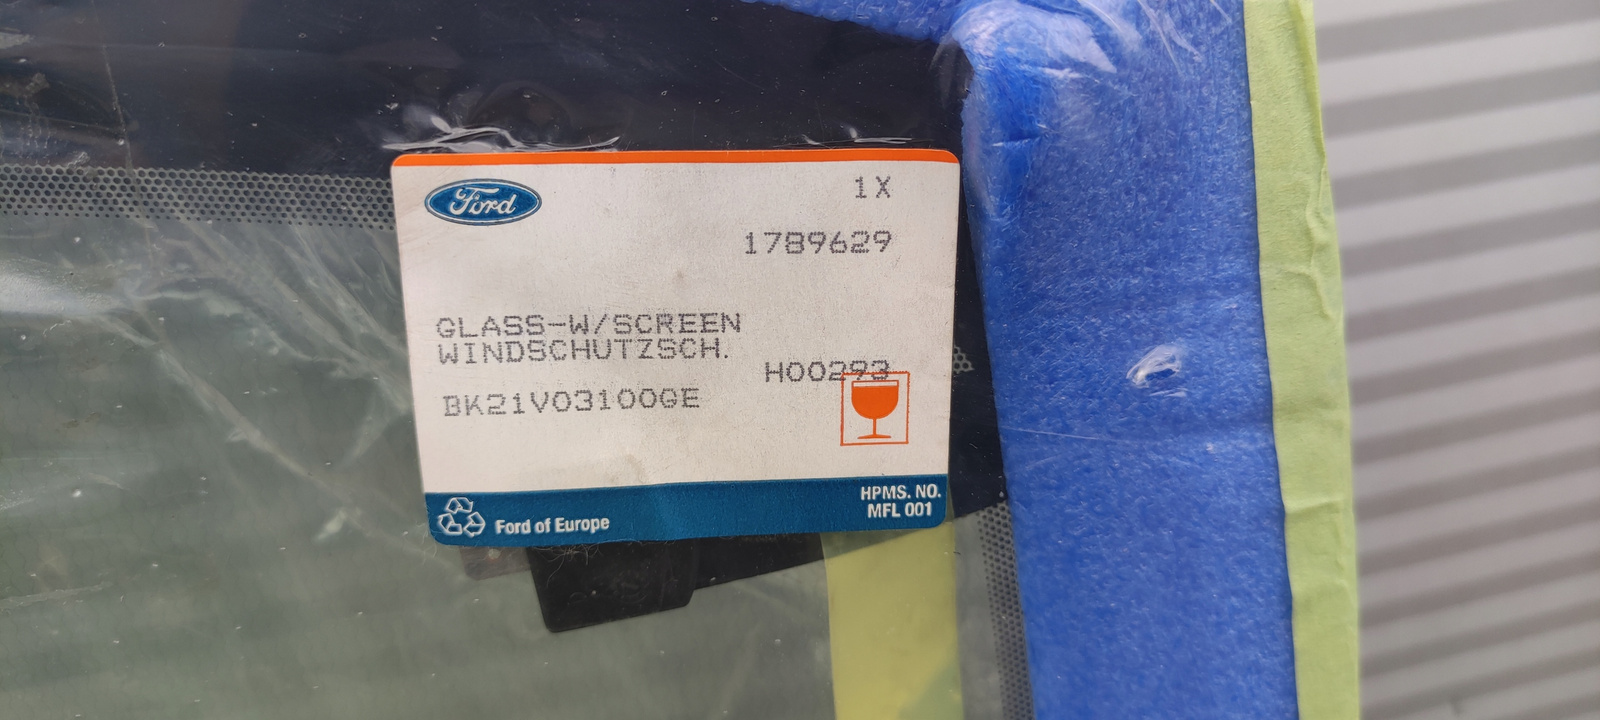 Ford
1X
1789629
GLASS-W/SCREEN
WINDSCHUTZSCH.
H00293
BK21V03100GE
Ford of Europe
HPMS. NO.
MFL 001